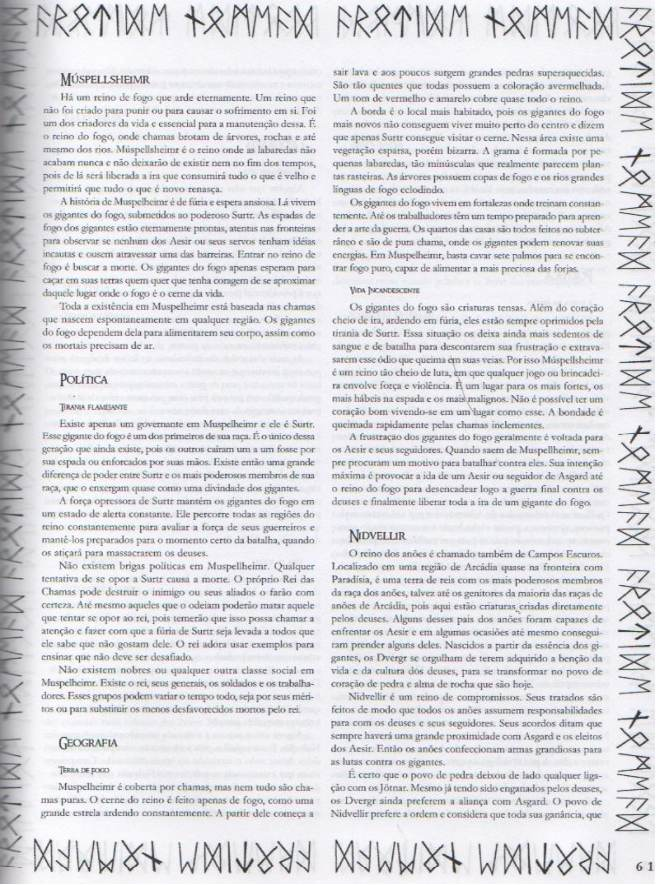 MÚSPELLSHEIMR
Há um reino de fogo que arde eternamente. Um reino que
não foi criado para punir ou para causar o sofrimento em si. Foi
um dos criadores da vida e essencial para a manutenção dessa. É
o reino do fogo, onde chamas brotam de árvores, rochas e até
mesmo dos rios. Múspellsheimr é o reino onde as labaredas não
acabam nunca e não deixarão de existir nem no fim dos tempos,
pois de lá será liberada a ira que consumirá tudo o que é velho e
permitirá que tudo o que é novo renasça.
A história de Muspelheimr é de fúria e espera ansiosa. Lá vivem
os gigantes do fogo, submetidos ao poderoso Surtr. As espadas de
fogo dos gigantes estão eternamente prontas, atentas nas fronteiras
para observar se nenhum dos Aesir ou seus servos tenham idéias
incautas e ousem atravessar uma das barreiras. Entrar no reino de
fogo é buscar a morte. Os gigantes do fogo apenas esperam para
caçar em suas terras quem quer que tenha coragem de se aproximar
daquele lugar onde o fogo é o cerne da vida.
Toda a existência em Muspelheimr está baseada nas chamas
que nascem espontaneamente em qualquer região. Os gigantes
do fogo dependem dela para alimentarem seu corpo, assim como
os mortais precisam de ar.
POLÍTICA
TIRANIA FLAMEJANTE
Existe apenas um governante em Muspelheimr e ele é Surtr.
Esse gigante do fogo é um dos primeiros de sua raça. É o único dessa
geração que ainda existe, pois os outros caíram um a um fosse por
sua espada ou enforcados por suas mãos. Existe então uma grande
diferença de poder entre Surtr e os mais poderosos membros de sua
raça, que o enxergam quase como uma divindade dos gigantes.
A força opressora de Surtr mantém os gigantes do fogo em
um estado de alerta constante. Ele percorre todas as regiões do
reino constantemente para avaliar a força de seus guerreiros e
mantê-los preparados para o momento certo da batalha, quando
os atiçará para massacrarem os deuses.
Não existem brigas políticas em Muspellheimr. Qualquer
tentativa de se opor a Surtr causa a morte. O próprio Rei das
Chamas pode destruir o inimigo ou seus aliados o farão com
certeza. Até mesmo aqueles que o odeiam poderão matar aquele
que tentar se opor ao rei, pois temerão que isso possa chamar a
atenção e fazer com que a fúria de Surtr seja levada a todos que
ele sabe que não gostam dele. O rei adora usar exemplos para
ensinar que não deve ser desafiado.
Não existem nobres ou qualquer outra classe social em
Muspelheimr. Existe o rei, seus generais, os soldados e os trabalha-
dores. Esses grupos podem variar o tempo todo, seja por seus méri-
tos ou para substituir os menos desfavorecidos mortos pelo rei.
GEOGRAFIA
TERRA DE FOGO
Muspelheimr é coberta por chamas, mas nem tudo são cha-
mas puras. O cerne do reino é feito apenas de fogo, como uma
grande estrela ardendo constantemente. A partir dele começa a
sair lava e aos poucos surgem grandes pedras superaquecidas.
São tão quentes que todas possuem a coloração avermelhada.
Um tom de vermelho e amarelo cobre quase todo o reino.
A borda é o local mais habitado, pois os gigantes do fogo
mais novos não conseguem viver muito perto do centro e dizem
que apenas Surtr consegue visitar o cerne. Nessa área existe uma
vegetação esparsa, porém bizarra. A grama é formada por pe-
quenas labaredas, tão minúsculas que realmente parecem plan-
tas rasteiras. As árvores possuem copas de fogo e os rios grandes
línguas de fogo eclodindo.
Os gigantes do fogo vivem em fortalezas onde treinam constan-
temente. Até os trabalhadores têm um tempo preparado para apren-
der a arte da guerra. Os quartos das casas são todos feitos no subter-
râneo e são de pura chama, onde os gigantes podem renovar suas
energias. Em Muspelheimr, basta cavar sete palmos para se encon-
trar fogo puro, capaz de alimentar a mais preciosa das forjas.
VIDA INCANDESCENTE
Os gigantes do fogo são criaturas tensas. Além do coração
cheio de ira, ardendo em fúria, eles estão sempre oprimidos pela
tirania de Surtr. Essa situação os deixa ainda mais sedentos de
sangue e de batalha para descontarem sua frustração e extrava-
sarem esse ódio que queima em suas veias. Por isso Múspellsheimr
é um reino tão cheio de luta, em que qualquer jogo ou brincadei-
ra envolve força e violência. É um lugar para os mais fortes, os
mais hábeis na espada e os mais malignos. Não é possível ter um
coração bom vivendo-se em um lugar como esse. A bondade é
queimada rapidamente pelas chamas inclementes.
A frustração dos gigantes do fogo geralmente é voltada para
os Aesir e seus seguidores. Quando saem de Muspellheimr, sem-
pre procuram um motivo para batalhar contra eles. Sua intenção
máxima é provocar a ida de um Aesir ou seguidor de Asgard até
o reino do fogo para desencadear logo a guerra final contra os
deuses e finalmente liberar toda a ira de um gigante do fogo.
NIDVELLIR
O reino dos anões é chamado também de Campos Escuros.
Localizado em uma região de Arcádia quase na fronteira com
Paradísia, é uma terra de reis com os mais poderosos membros
da raça dos anões, talvez até os genitores da maioria das raças de
anões de Arcádia, pois aqui estão criaturas criadas diretamente
pelos deuses. Alguns desses pais dos anões foram capazes de
enfrentar os Aesir e em algumas ocasiões até mesmo consegui-
ram prender alguns deles. Nascidos a partir da essência dos gi-
gantes, os Dvergr se orgulham de terem adquirido a benção da
vida e da cultura dos deuses, para se transformar no povo de
coração de pedra e alma de rocha que são hoje.
Nidvellir é um reino de compromissos. Seus tratados são
feitos de modo que todos os anões assumem responsabilidades
para com os deuses e seus seguidores. Seus acordos ditam que
sempre haverá uma grande proximidade com Asgard e os eleitos
dos Aesir. Então os anões confeccionam armas grandiosas para
as lutas contra os gigantes.
É certo que o povo de pedra deixou de lado qualquer liga-
ção com os Jötnar. Mesmo já tendo sido enganados pelos deuses,
os Dvergr ainda preferem a aliança com Asgard. O povo de
Nidvellir prefere a ordem e considera que toda sua ganância, que
61